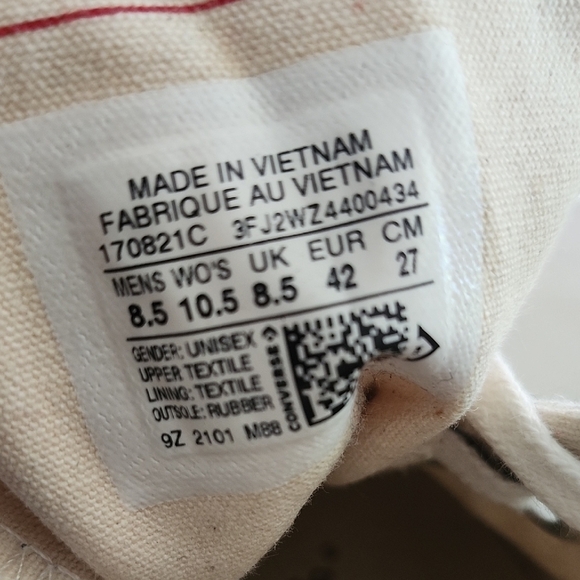 MADE IN VIETNAM
FABRIQUE AU VIETNAM
170821C 3FJ2WZ4400434
MENS WO'S UK EUR CM
8.5 10.5 8.5 42 27
GENDER: UNISEX
UPPER TEXTILE
LINING: TEXTILE
OUTSOLE: RUBBER
9Z 2101 M88
CONVERSE